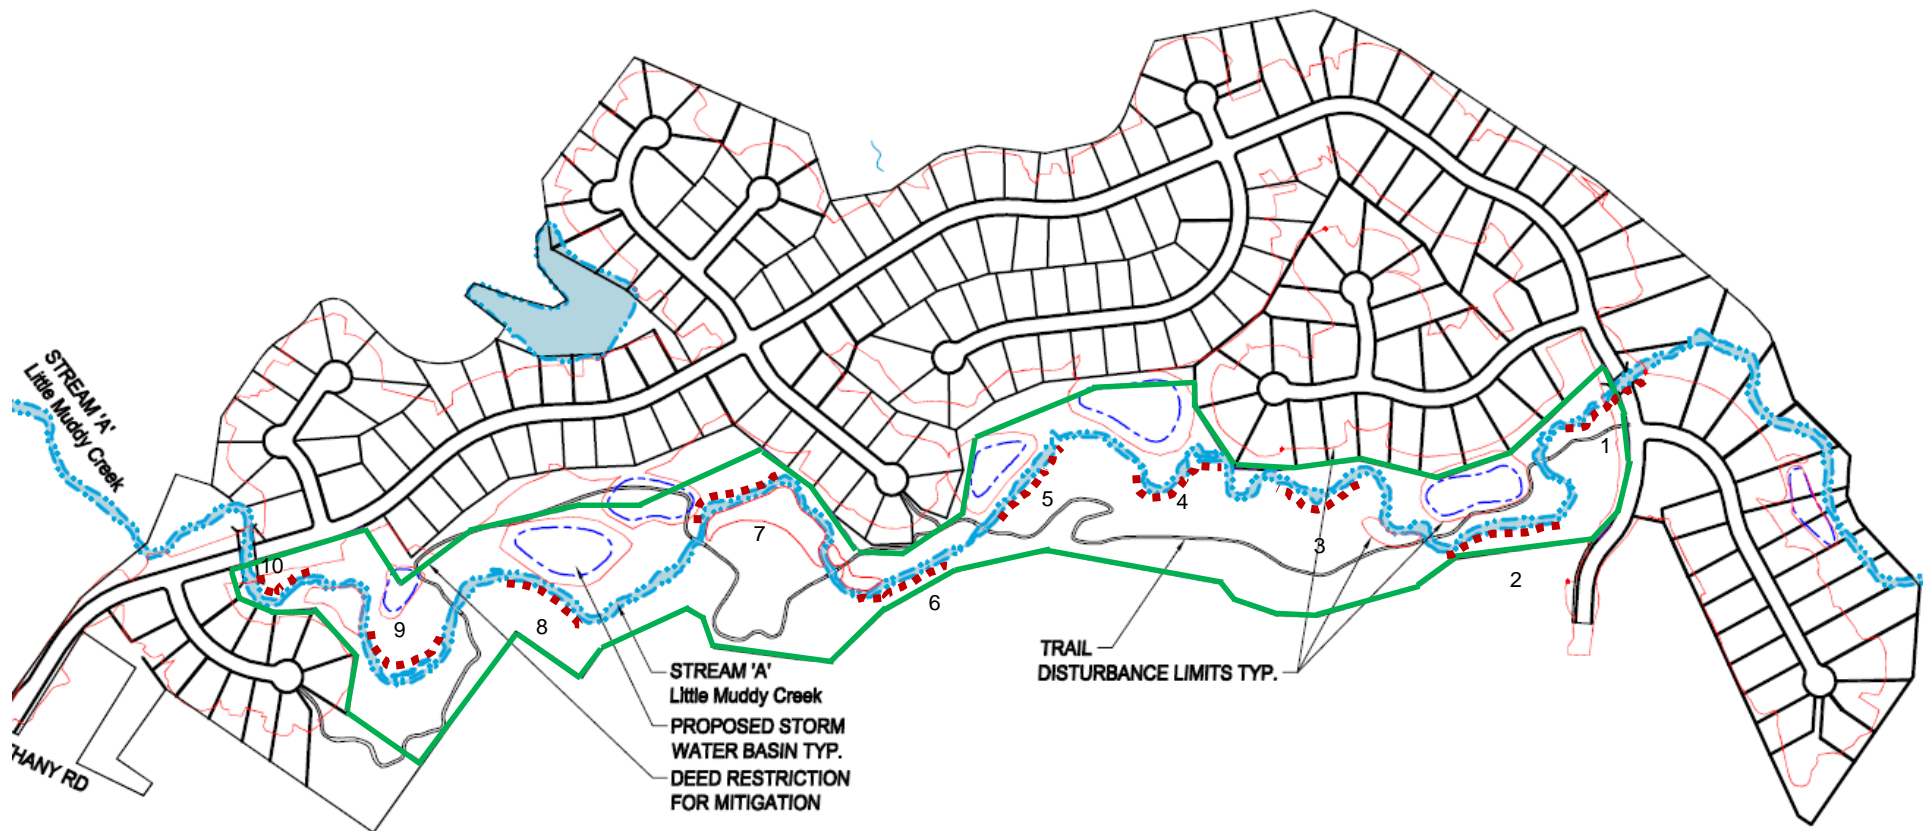 STREAM 'A'
Little Muddy Creek
1
2
3
4
5
6
7
8
9
10
TRAIL
DISTURBANCE LIMITS TYP.
STREAM 'A'
Little Muddy Creek
PROPOSED STORM
WATER BASIN TYP.
DEED RESTRICTION
FOR MITIGATION
THANY RD